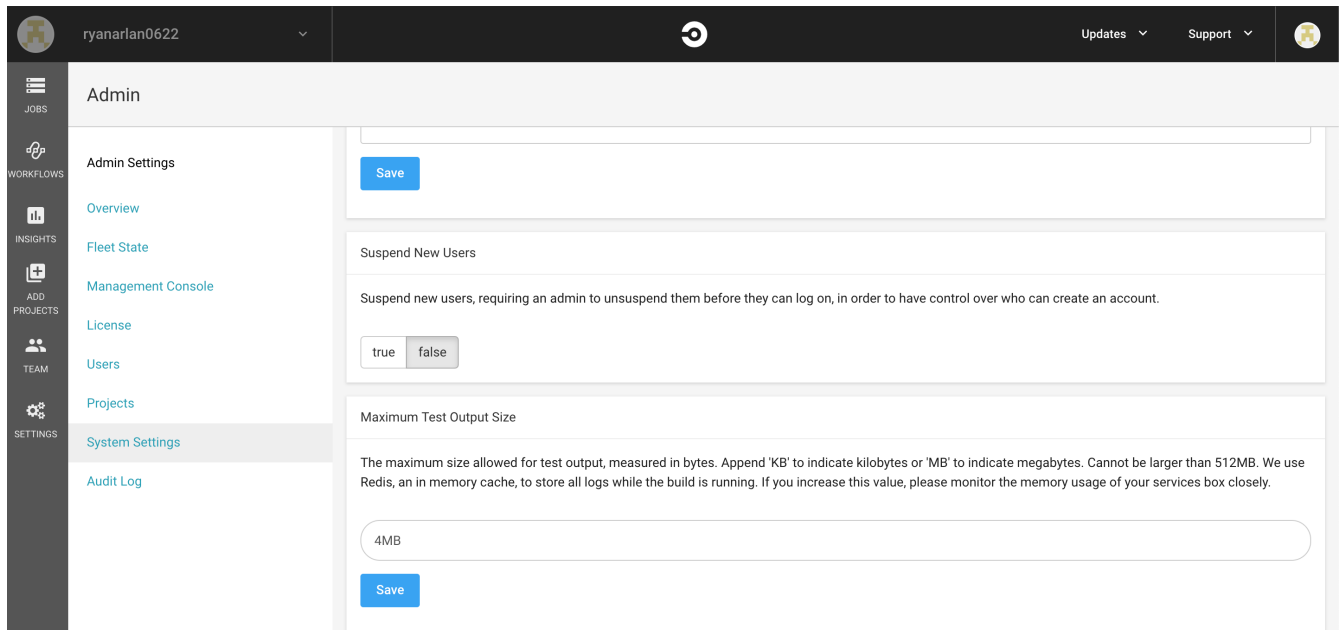 ryanarlan0622
Updates
Support
JOBS
WORKFLOWS
INSIGHTS
ADD
PROJECTS
TEAM
SETTINGS
Admin
Admin Settings
Overview
Fleet State
Management Console
License
Users
Projects
System Settings
Audit Log
Save
Suspend New Users
Suspend new users, requiring an admin to unsuspend them before they can log on, in order to have control over who can create an account.
true false
Maximum Test Output Size
The maximum size allowed for test output, measured in bytes. Append 'KB' to indicate kilobytes or 'MB' to indicate megabytes. Cannot be larger than 512MB. We use
Redis, an in memory cache, to store all logs while the build is running. If you increase this value, please monitor the memory usage of your services box closely.
4MB
Save